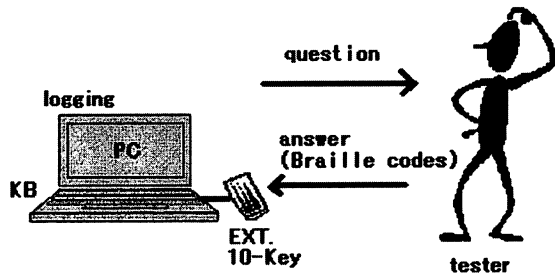 question
logging
PC
answer
(Braille codes)
KB
EXT.
10-Key
tester